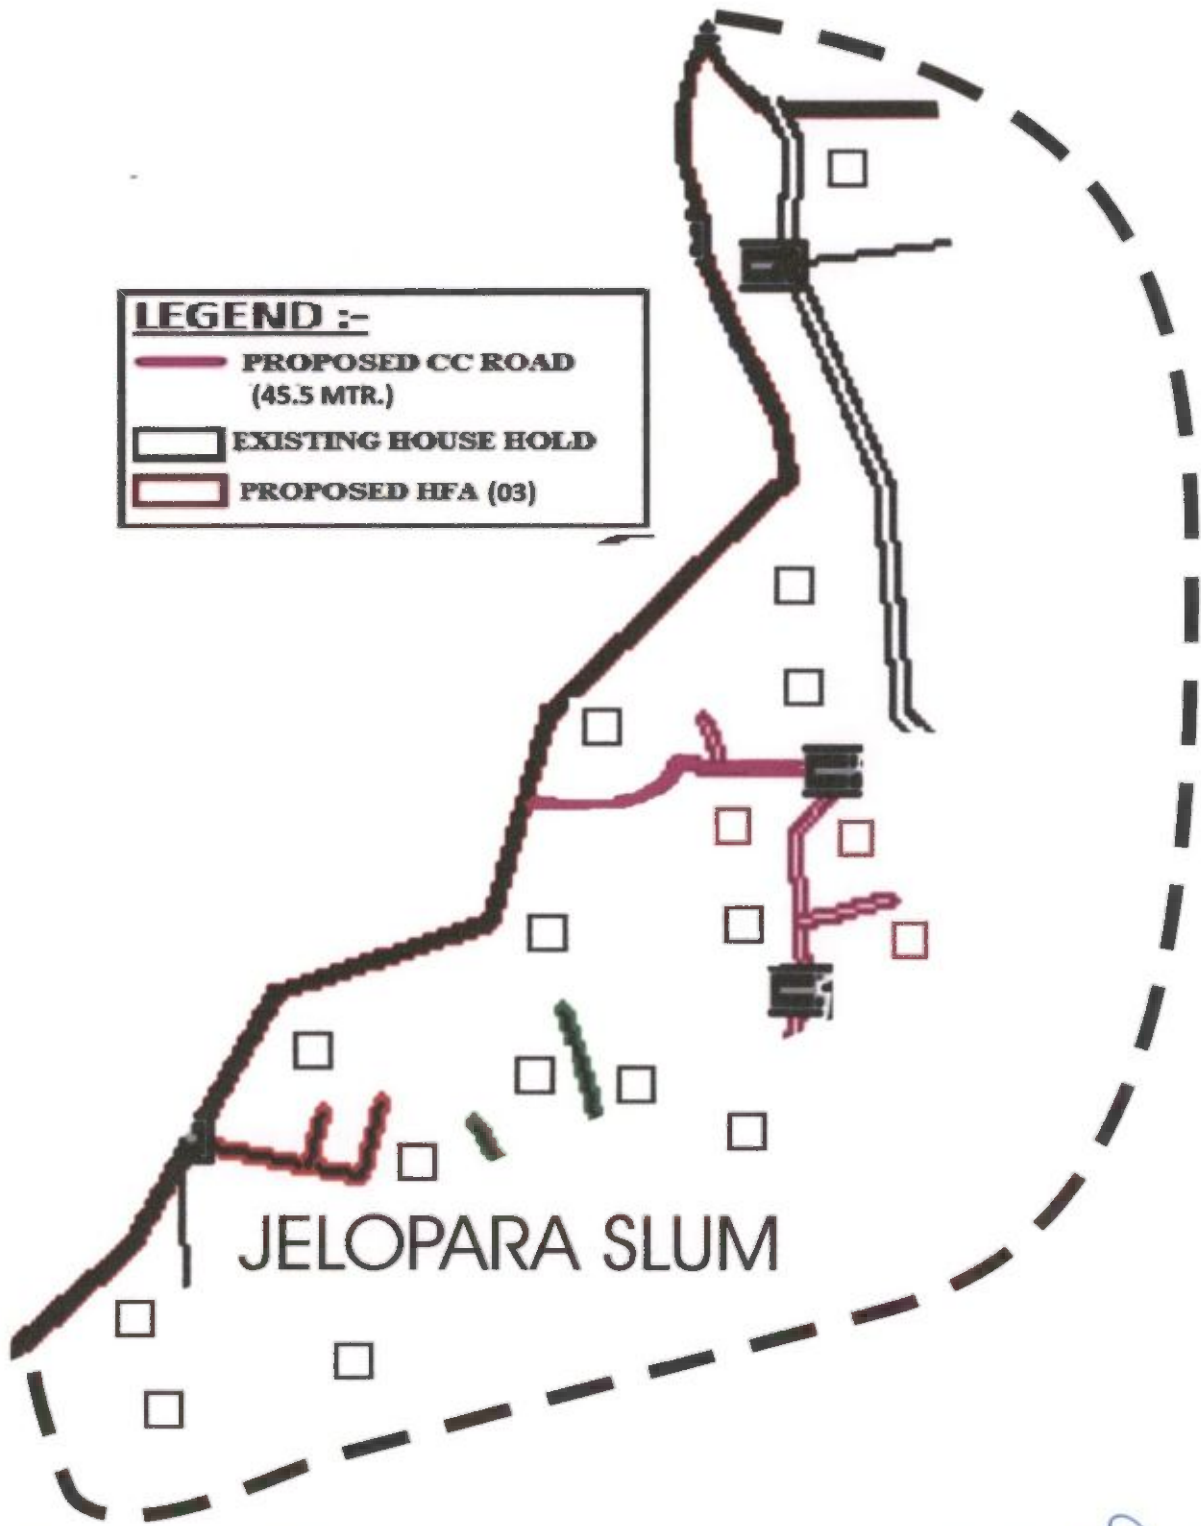 LEGEND :-
PROPOSED CC ROAD
(45.5 MTR.)
EXISTING HOUSE HOLD
PROPOSED HFA (03)
JELOPARA SLUM